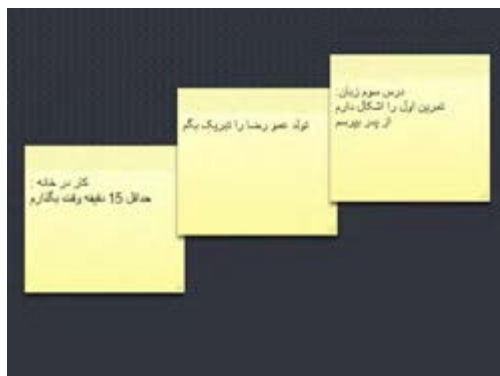 درس سوم زبان:
تمرین اول را اشکال دارم
از پدر بپرسم
تولد عمو رضا را تبریک بگم
کار در خانه :
حداقل 15 دقیقه وقت بگذارم